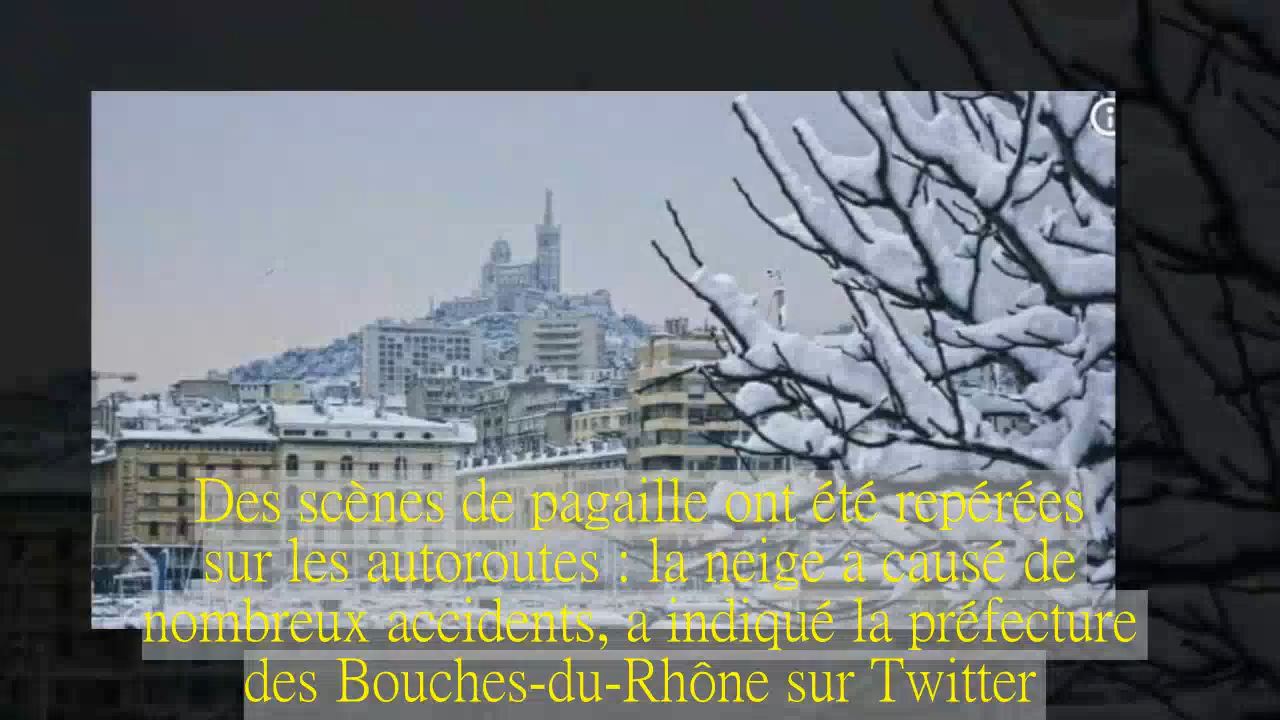 Des scènes de pagaille ont été repérées
sur les autoroutes : la neige a causé de
nombreux accidents, a indiqué la préfecture
des Bouches-du-Rhône sur Twitter